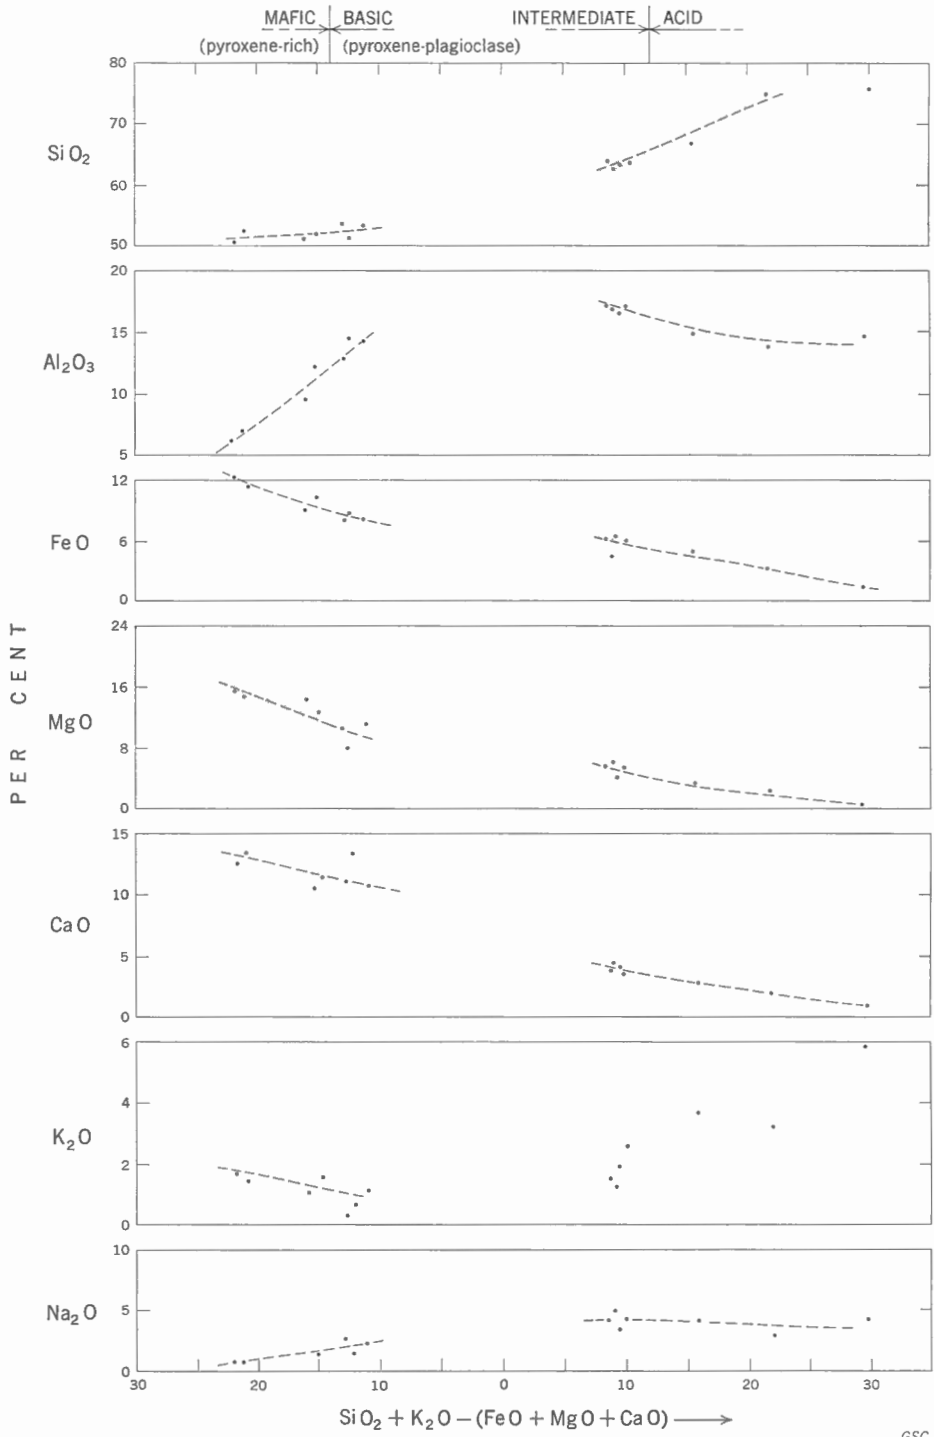 MAFIC BASIC INTERMEDIATE ACID
(pyroxene-rich) (pyroxene-plagioclase)
80
70
SiO₂
60
50
20
15
Al₂O₃
10
5
12
FeO
6
0
24
16
MgO
8
0
15
10
CaO
5
0
6
4
K₂O
2
0
10
Na₂O
5
0
PER CENT
30 20 10 0 10 20 30
SiO₂ + K₂O – (FeO + MgO + CaO)
GSC